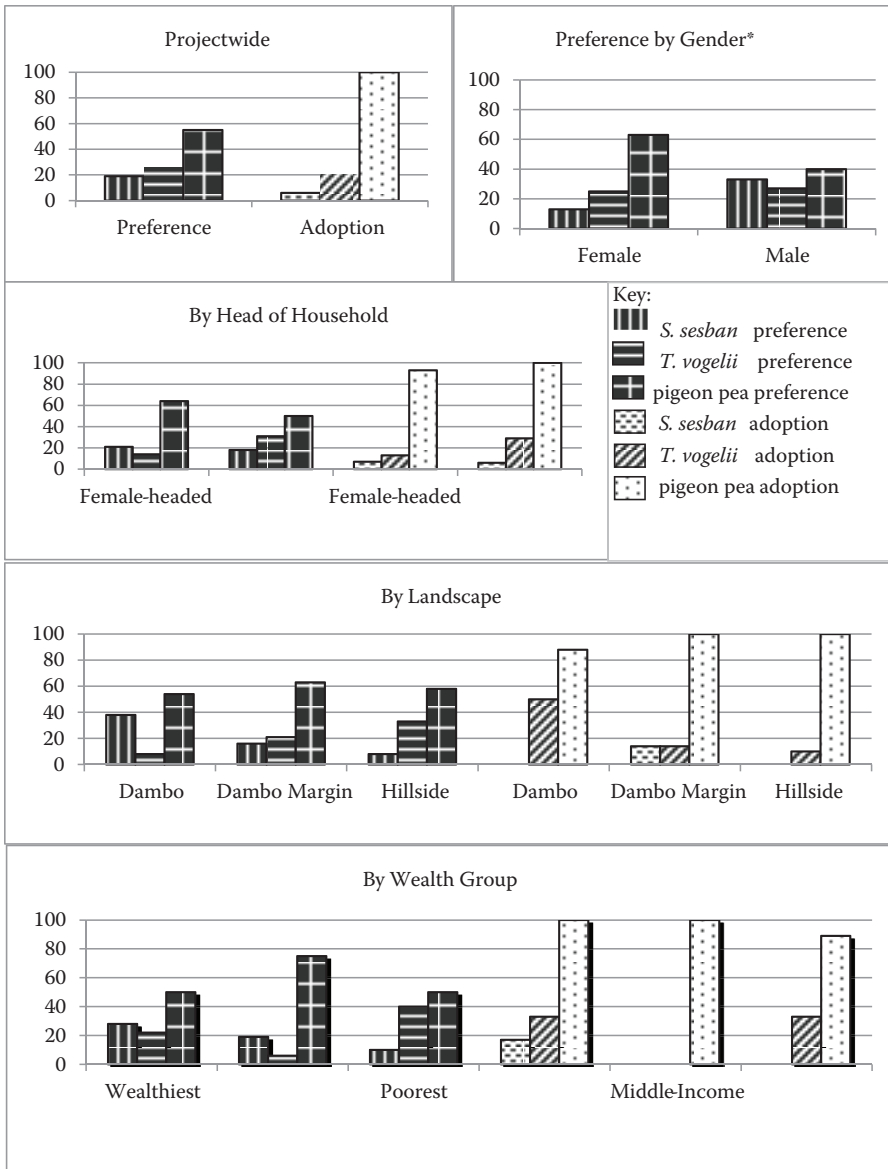 Projectwide
100
80
60
40
20
0
Preference Adoption
Preference by Gender*
100
80
60
40
20
0
Female Male
By Head of Household
100
80
60
40
20
0
Female-headed Female-headed
Key:
S. sesban preference
T. vogelii preference
pigeon pea preference
S. sesban adoption
T. vogelii adoption
pigeon pea adoption
By Landscape
100
80
60
40
20
0
Dambo Dambo Margin Hillside Dambo Dambo Margin Hillside
By Wealth Group
100
80
60
40
20
0
Wealthiest Poorest Middle-Income